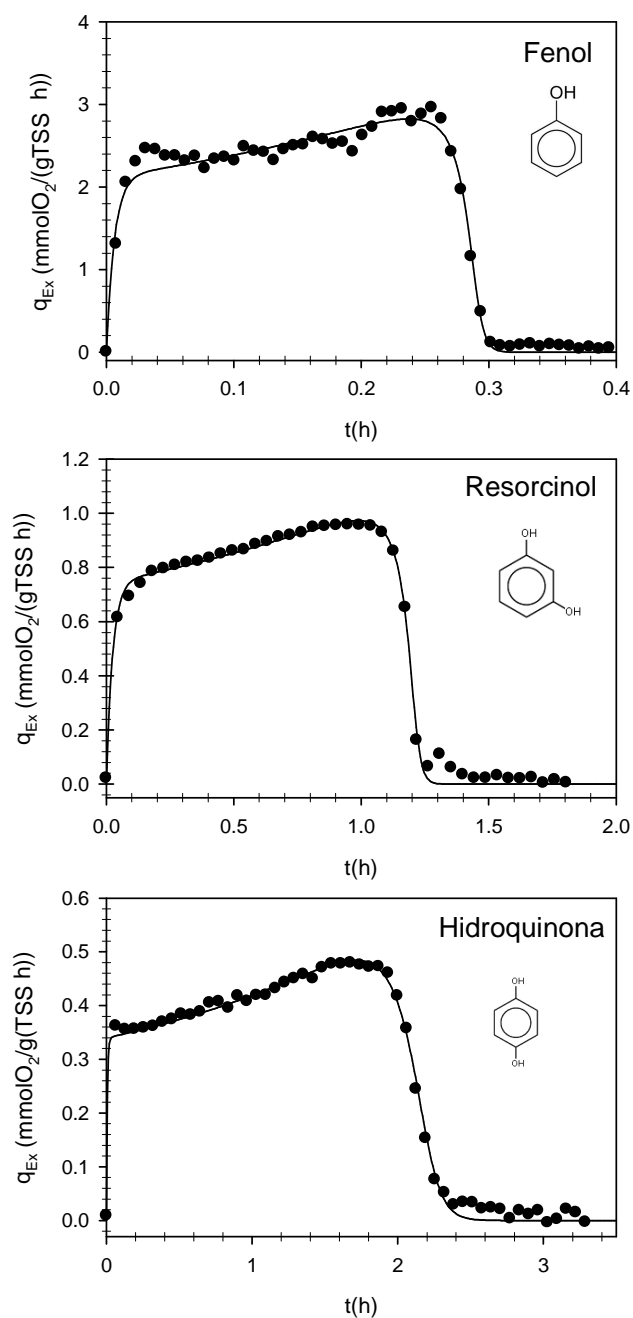 Fenol
OH
q_Ex (mmolO₂/(gTSS h))
4
3
2
1
0
0.0 0.1 0.2 0.3 0.4
t(h)
Resorcinol
OH
OH
q_Ex (mmolO₂/(gTSS h))
1.2
1.0
0.8
0.6
0.4
0.2
0.0
0.0 0.5 1.0 1.5 2.0
t(h)
Hidroquinona
OH
OH
q_Ex (mmolO₂/g(TSS h))
0.6
0.5
0.4
0.3
0.2
0.1
0.0
0 1 2 3
t(h)